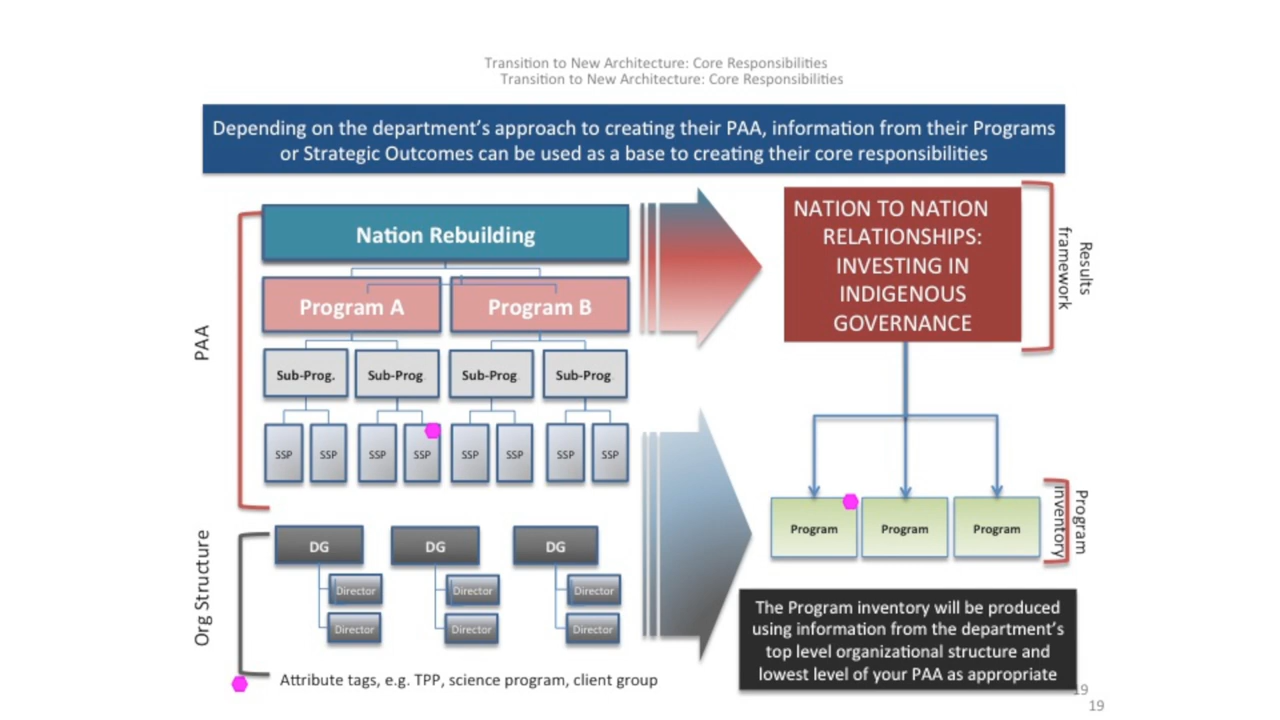 Transition to New Architecture: Core Responsibilities
Transition to New Architecture: Core Responsibilities
Depending on the department's approach to creating their PAA, information from their Programs
or Strategic Outcomes can be used as a base to creating their core responsibilities
PAA
Nation Rebuilding
Program A
Program B
Sub-Prog.
Sub-Prog
Sub-Prog
Sub-Prog
SSP
SSP
SSP
SSP
SSP
SSP
SSP
SSP
Org Structure
DG
DG
DG
Director
Director
Director
Director
Director
Director
Attribute tags, e.g. TPP, science program, client group
NATION TO NATION
RELATIONSHIPS:
INVESTING IN
INDIGENOUS
GOVERNANCE
Results
framework
Program
Program
Program
Program
inventory
The Program inventory will be produced
using information from the department's
top level organizational structure and
lowest level of your PAA as appropriate
19
19